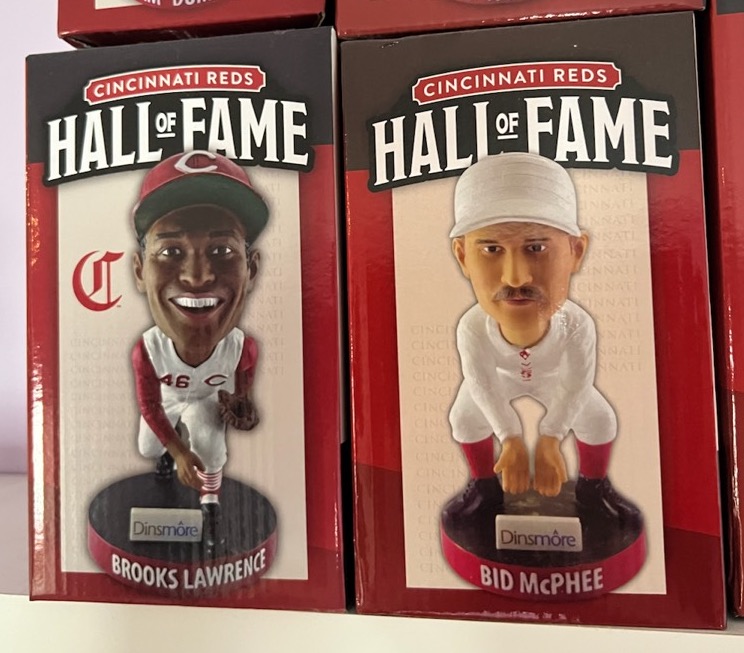 CINCINNATI REDS
HALL OF FAME
C
C
46 C
Dinsmore
BROOKS LAWRENCE
CINCINNATI REDS
HALL OF FAME
Dinsmore
BID McPHEE